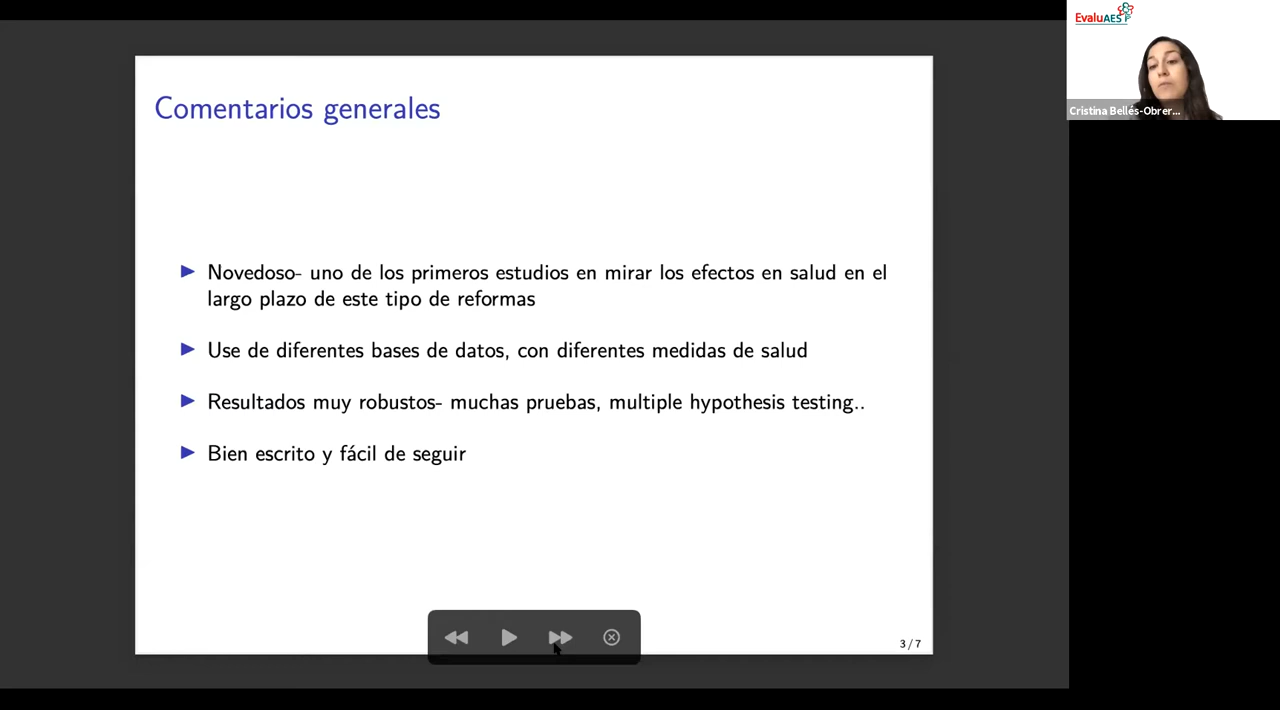 Comentarios generales
Novedoso- uno de los primeros estudios en mirar los efectos en salud en el
largo plazo de este tipo de reformas
Use de diferentes bases de datos, con diferentes medidas de salud
Resultados muy robustos- muchas pruebas, multiple hypothesis testing..
Bien escrito y fácil de seguir
3 / 7
EvaluAES
Cristina Bellés-Obrer...